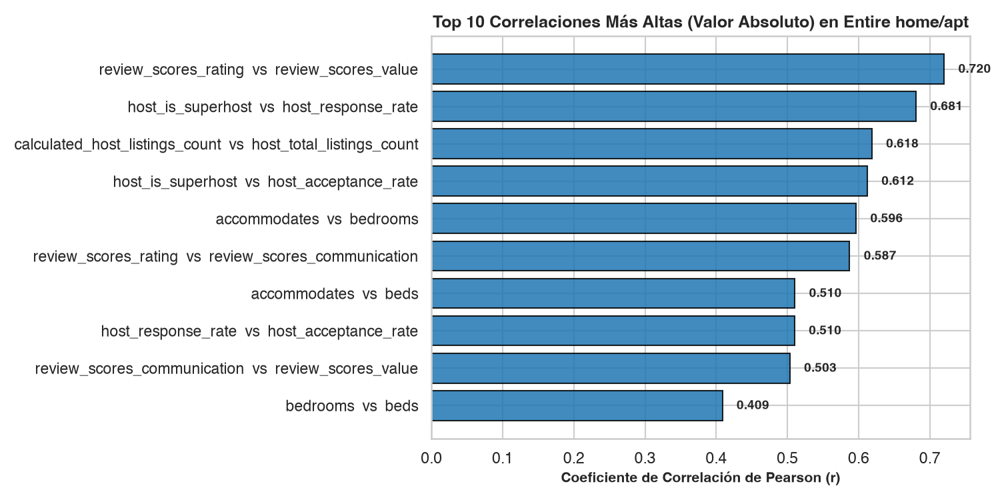 Top 10 Correlaciones Más Altas (Valor Absoluto) en Entire home/apt
review_scores_rating vs review_scores_value 0.720
host_is_superhost vs host_response_rate 0.681
calculated_host_listings_count vs host_total_listings_count 0.618
host_is_superhost vs host_acceptance_rate 0.612
accommodates vs bedrooms 0.596
review_scores_rating vs review_scores_communication 0.587
accommodates vs beds 0.510
host_response_rate vs host_acceptance_rate 0.510
review_scores_communication vs review_scores_value 0.503
bedrooms vs beds 0.409
0.0 0.1 0.2 0.3 0.4 0.5 0.6 0.7
Coeficiente de Correlación de Pearson (r)